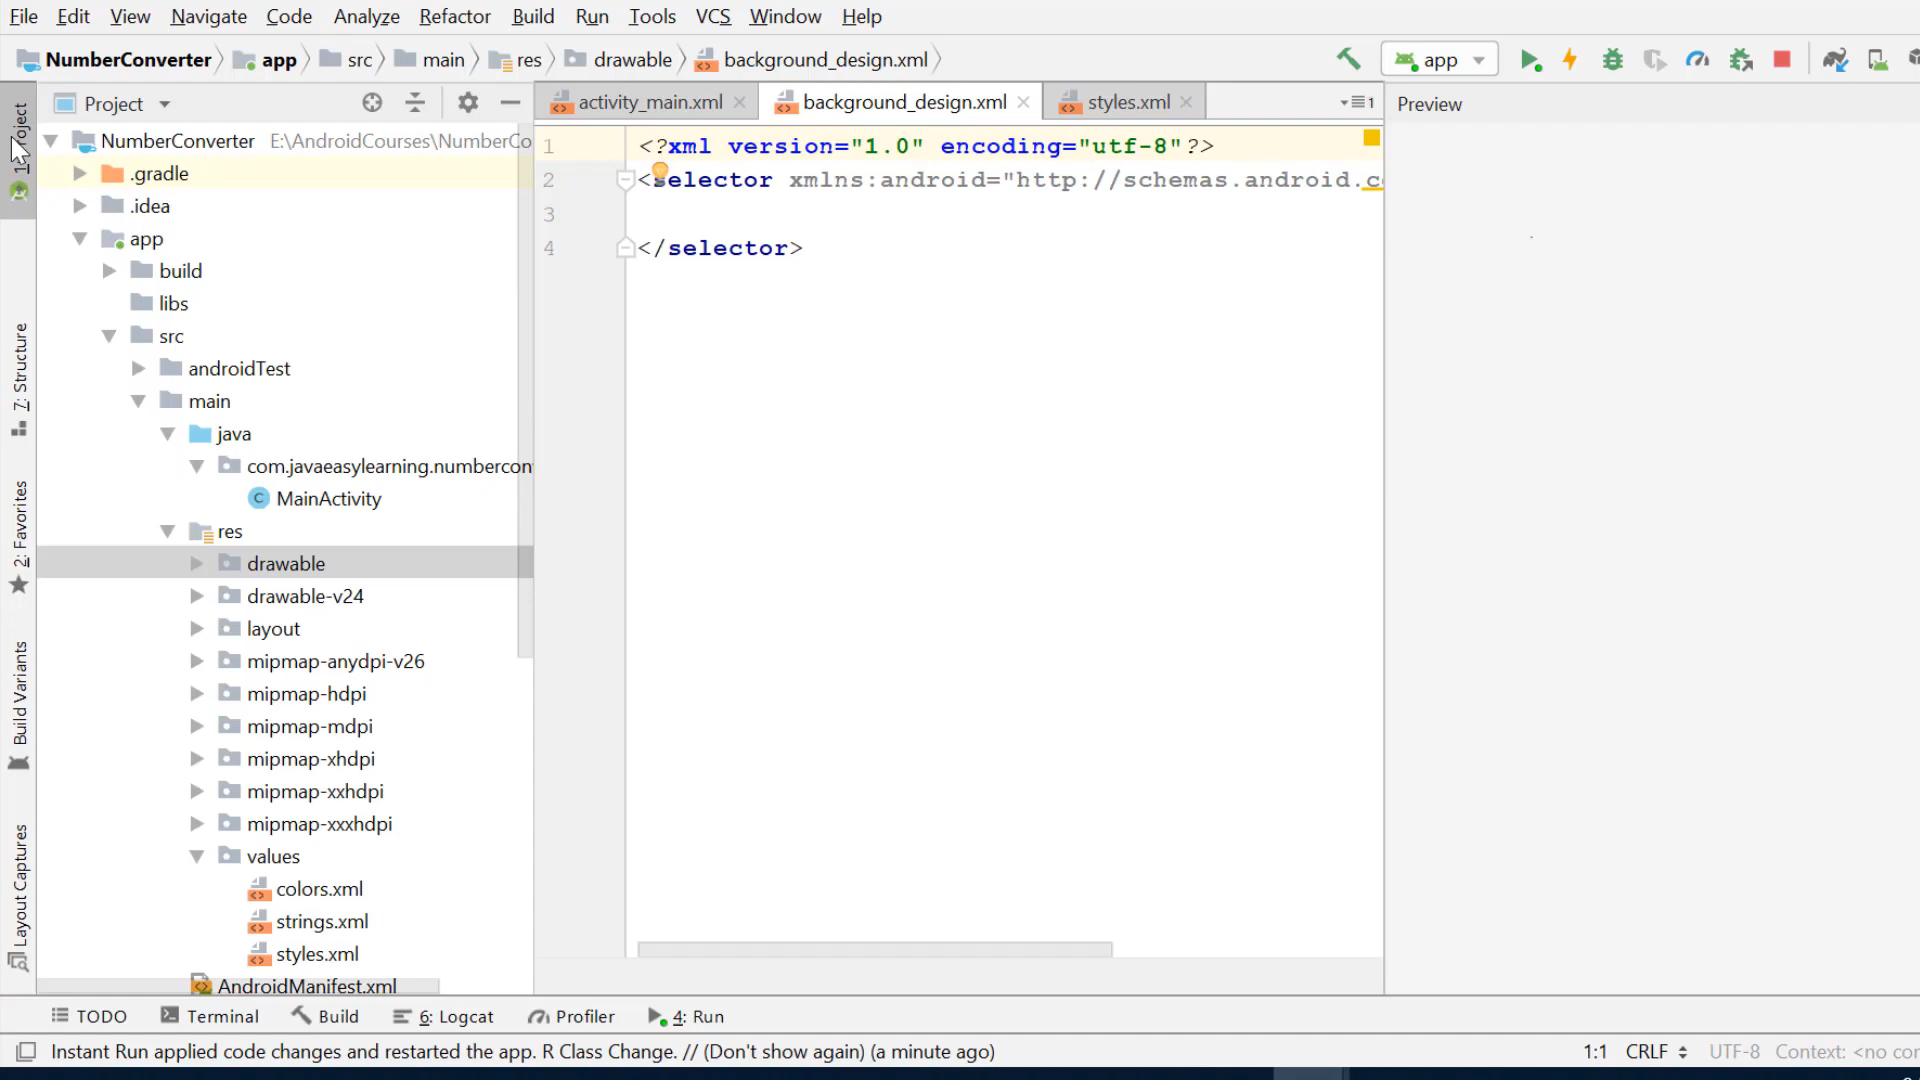 File Edit View Navigate Code Analyze Refactor Build Run Tools VCS Window Help
NumberConverter app src main res drawable background_design.xml app
Project activity_main.xml background_design.xml styles.xml 1 Preview
NumberConverter E:\AndroidCourses\NumberCo
.gradle
.idea
app
build
libs
src
androidTest
main
java
com.javaeasylearning.numbercon
MainActivity
res
drawable
drawable-v24
layout
mipmap-anydpi-v26
mipmap-hdpi
mipmap-mdpi
mipmap-xhdpi
mipmap-xxhdpi
mipmap-xxxhdpi
values
colors.xml
strings.xml
styles.xml
AndroidManifest.xml
1 <?xml version="1.0" encoding="utf-8"?>
2 <selector xmlns:android="http://schemas.android.c
3
4 </selector>
7: Structure
2: Favorites
Build Variants
Layout Captures
TODO Terminal Build 6: Logcat Profiler 4: Run
Instant Run applied code changes and restarted the app. R Class Change. // (Don't show again) (a minute ago) 1:1 CRLF UTF-8 Context: <no con